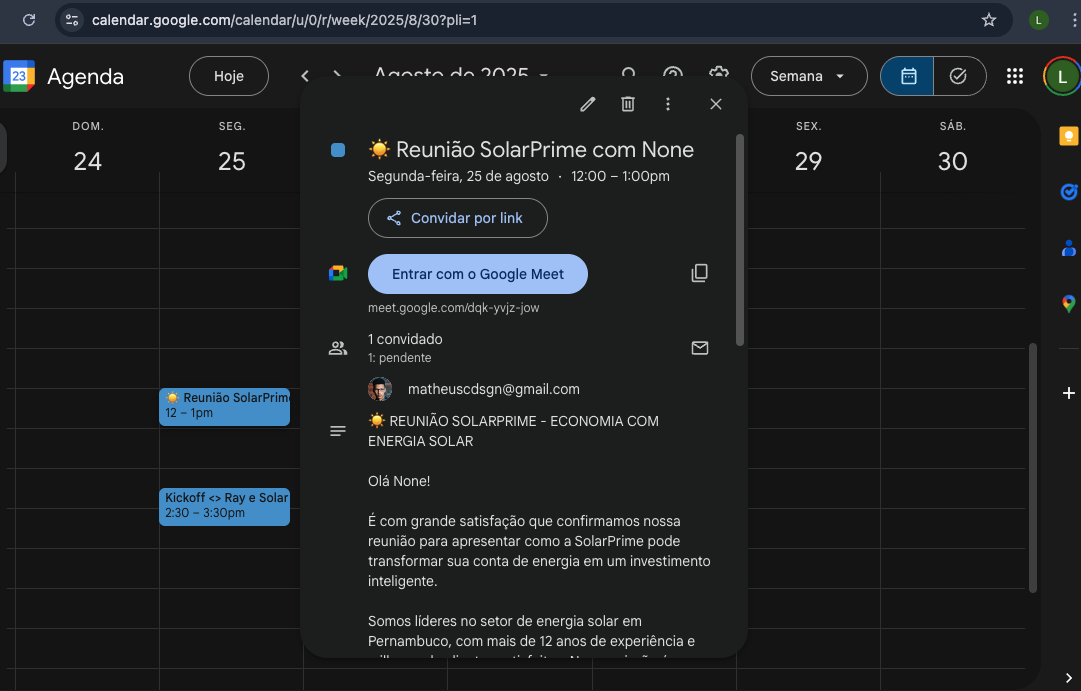 calendar.google.com/calendar/u/0/r/week/2025/8/30?pli=1
L
23
Agenda
Hoje
Agosto de 2025
Semana
L
DOM.
24
SEG.
25
SEX.
29
SÁB.
30
☀️ Reunião SolarPrime com None
Segunda-feira, 25 de agosto · 12:00 – 1:00pm
Convidar por link
Entrar com o Google Meet
meet.google.com/dqk-yvjz-jow
1 convidado
1: pendente
matheuscdsgn@gmail.com
☀️ REUNIÃO SOLARPRIME - ECONOMIA COM
ENERGIA SOLAR
Olá None!
É com grande satisfação que confirmamos nossa
reunião para apresentar como a SolarPrime pode
transformar sua conta de energia em um investimento
inteligente.
Somos líderes no setor de energia solar em
Pernambuco, com mais de 12 anos de experiência e
☀️ Reunião SolarPrime
12 – 1pm
Kickoff <> Ray e Solar
2:30 – 3:30pm